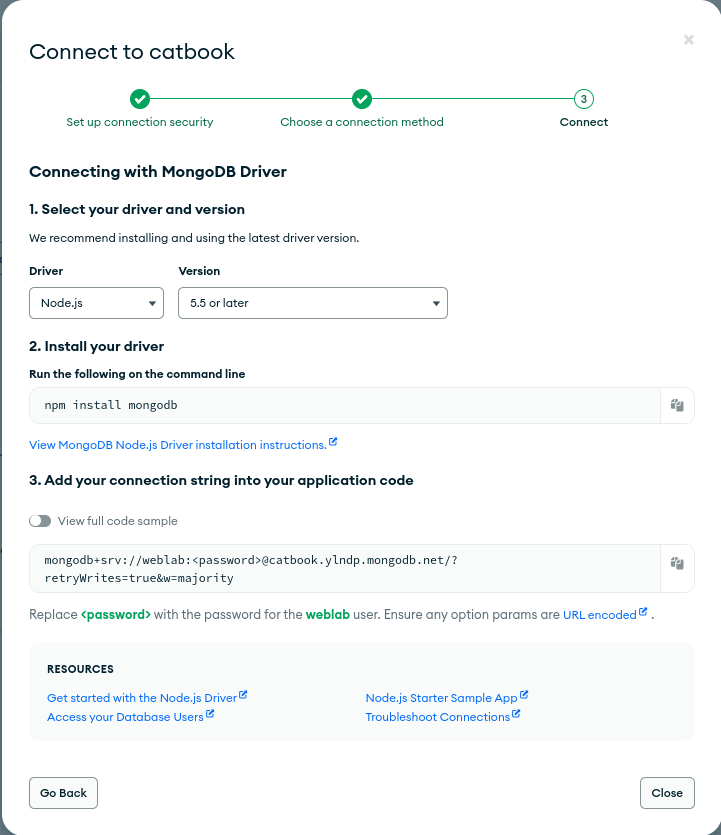 Connect to catbook
Set up connection security
Choose a connection method
3
Connect
Connecting with MongoDB Driver
1. Select your driver and version
We recommend installing and using the latest driver version.
Driver
Version
Node.js
5.5 or later
2. Install your driver
Run the following on the command line
npm install mongodb
View MongoDB Node.js Driver installation instructions.
3. Add your connection string into your application code
View full code sample
mongodb+srv://weblab:<password>@catbook.ylndp.mongodb.net/?
retryWrites=true&w=majority
Replace <password> with the password for the weblab user. Ensure any option params are URL encoded .
RESOURCES
Get started with the Node.js Driver
Node.js Starter Sample App
Access your Database Users
Troubleshoot Connections
Go Back
Close